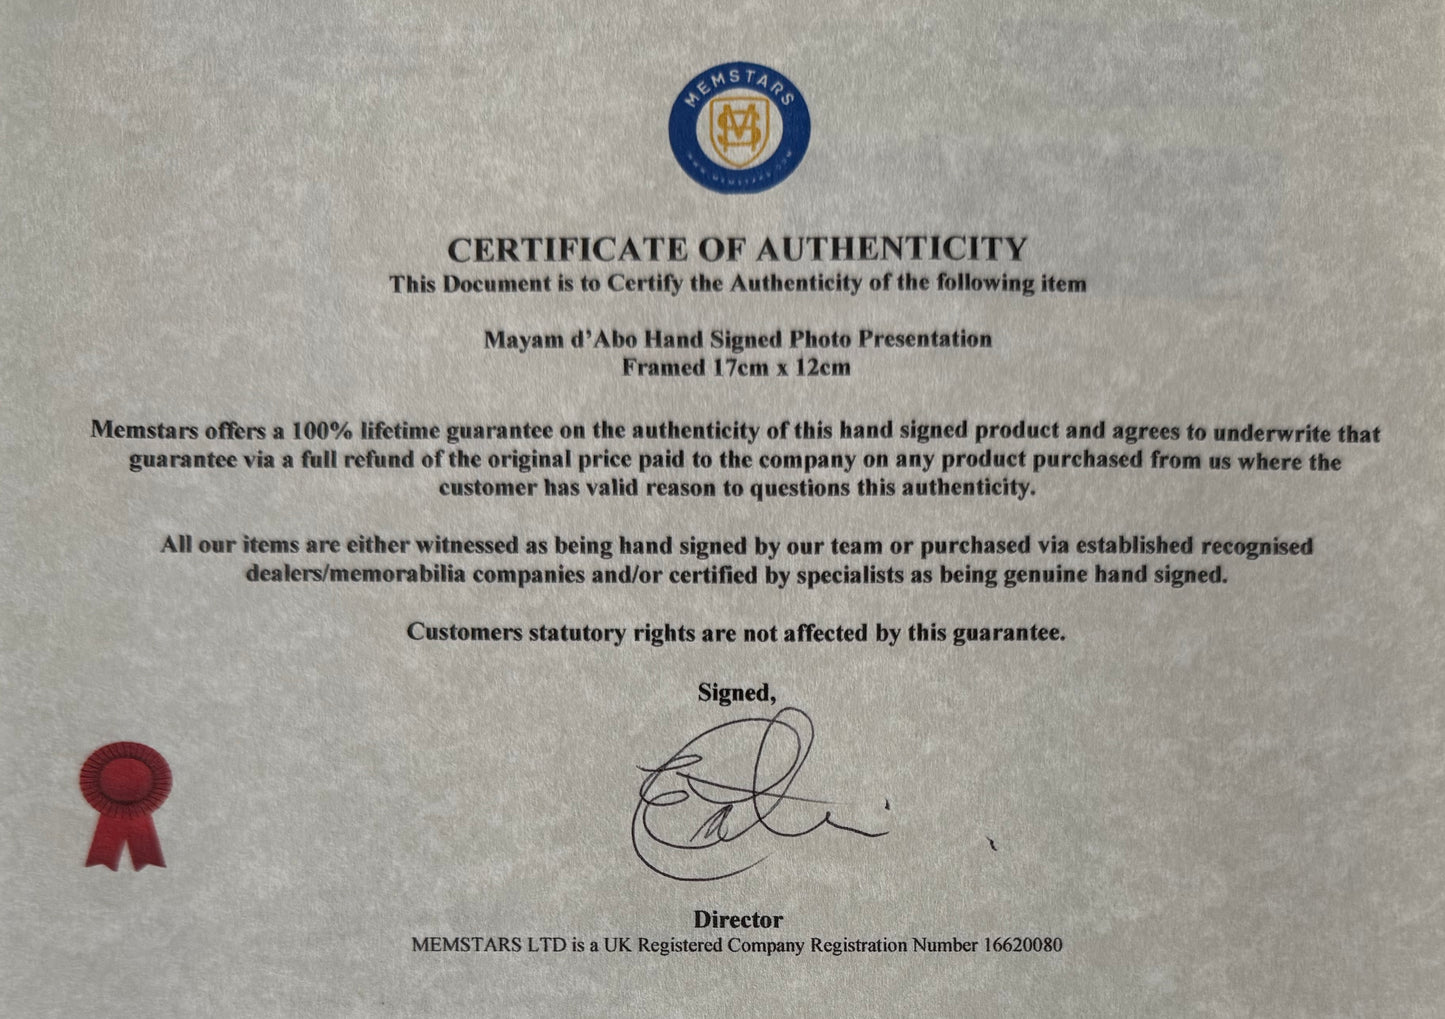 MEMSTARS
MS
WWW.MEMSTARS.COM
CERTIFICATE OF AUTHENTICITY
This Document is to Certify the Authenticity of the following item
Mayam d’Abo Hand Signed Photo Presentation
Framed 17cm x 12cm
Memstars offers a 100% lifetime guarantee on the authenticity of this hand signed product and agrees to underwrite that
guarantee via a full refund of the original price paid to the company on any product purchased from us where the
customer has valid reason to questions this authenticity.
All our items are either witnessed as being hand signed by our team or purchased via established recognised
dealers/memorabilia companies and/or certified by specialists as being genuine hand signed.
Customers statutory rights are not affected by this guarantee.
Signed,
Director
MEMSTARS LTD is a UK Registered Company Registration Number 16620080